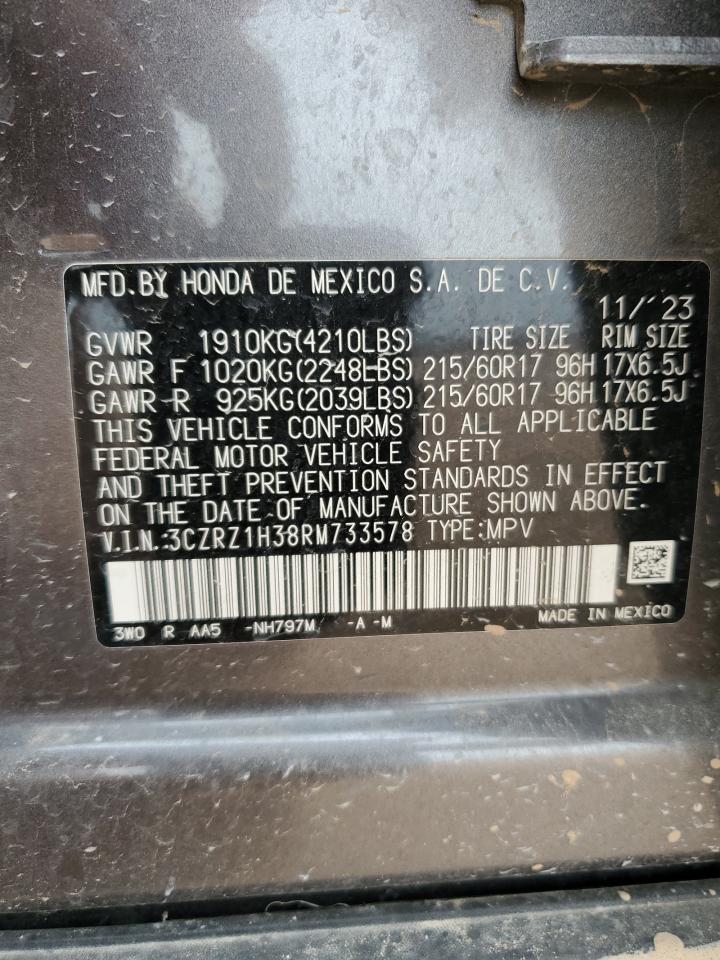 MFD.BY HONDA DE MEXICO S.A. DE C.V.
11/'23
GVWR 1910KG(4210LBS) TIRE SIZE RIM SIZE
GAWR F 1020KG(2248LBS) 215/60R17 96H 17X6.5J
GAWR R 925KG(2039LBS) 215/60R17 96H 17X6.5J
THIS VEHICLE CONFORMS TO ALL APPLICABLE
FEDERAL MOTOR VEHICLE SAFETY
AND THEFT PREVENTION STANDARDS IN EFFECT
ON THE DATE OF MANUFACTURE SHOWN ABOVE.
V.I.N.:3CZRZ1H38RM733578 TYPE:MPV
3W0 R AA5 -NH797M -A -M MADE IN MEXICO